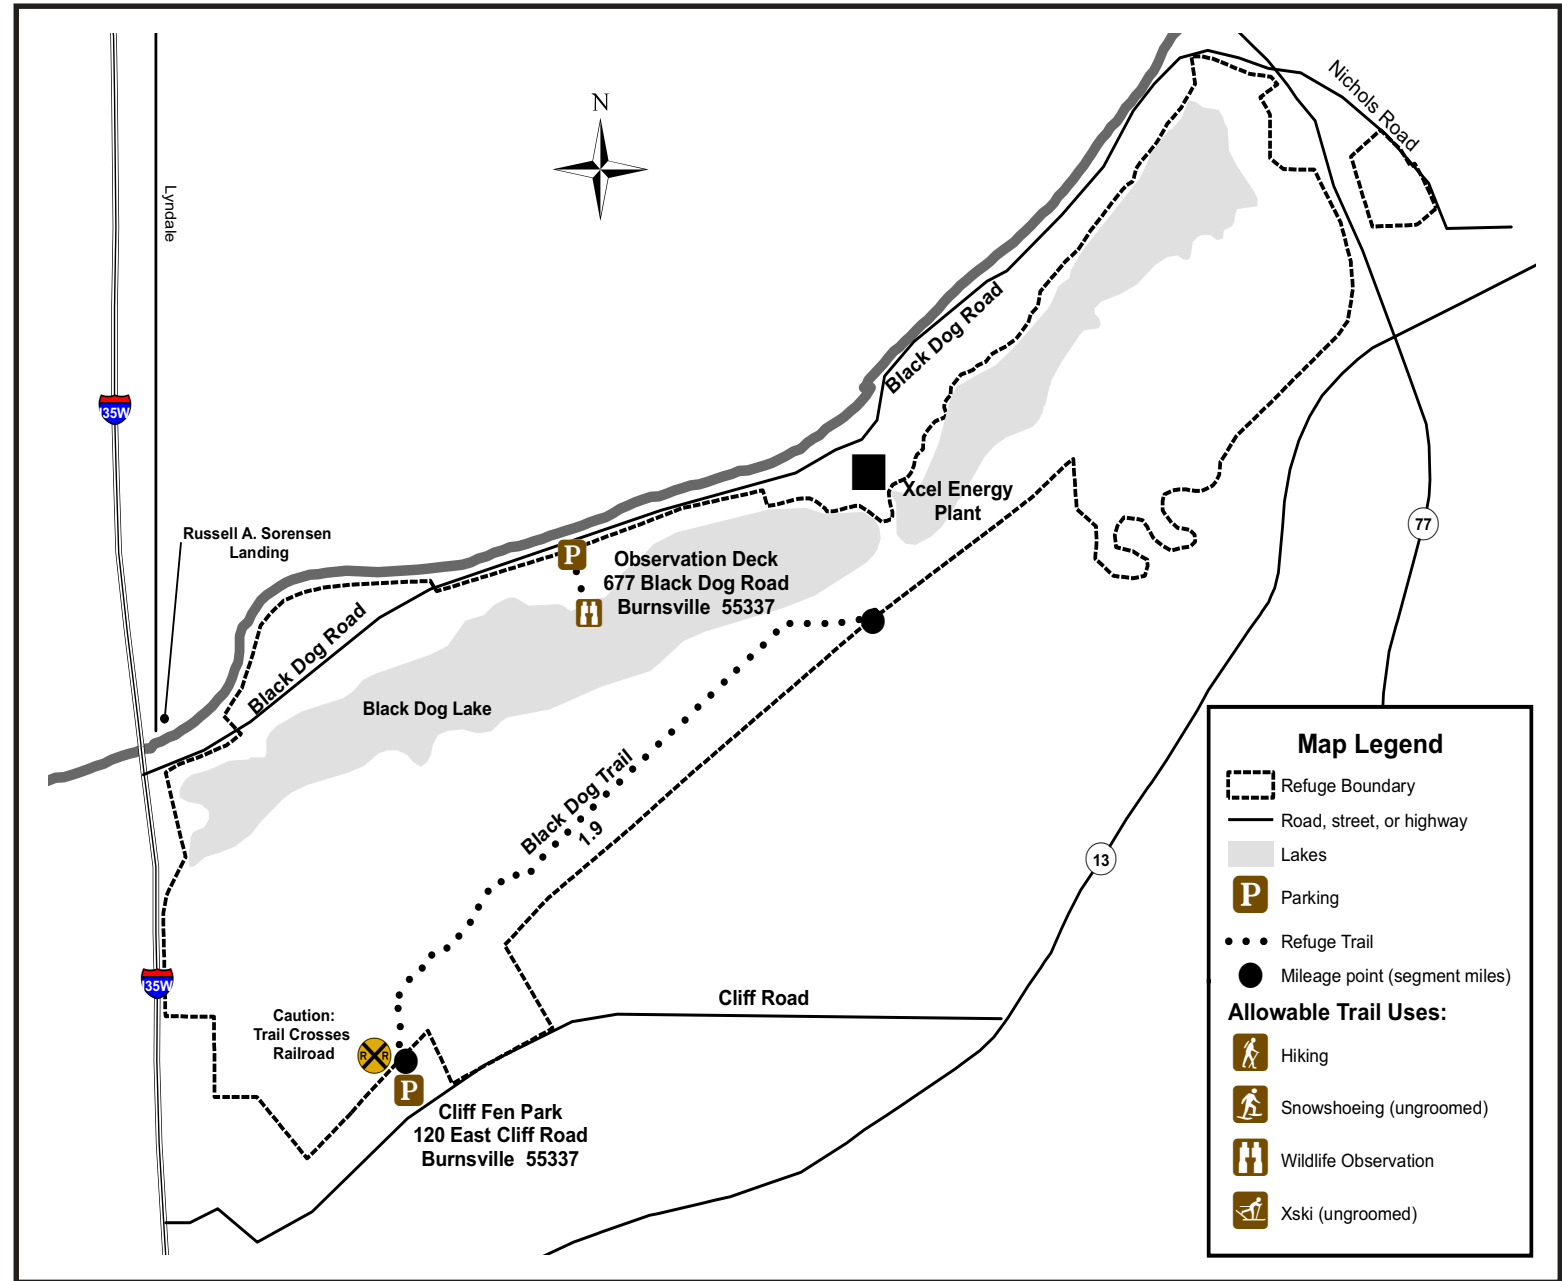 N
Nichols Road
Lyndale
Black Dog Road
35W
Xcel Energy
Plant
Russell A. Sorensen
Landing
P
Observation Deck
677 Black Dog Road
Burnsville 55337
77
Black Dog Road
Black Dog Lake
Black Dog Trail
1.9
13
35W
Cliff Road
Caution:
Trail Crosses
Railroad
R R
P
Cliff Fen Park
120 East Cliff Road
Burnsville 55337
Map Legend
Refuge Boundary
Road, street, or highway
Lakes
P Parking
Refuge Trail
Mileage point (segment miles)
Allowable Trail Uses:
Hiking
Snowshoeing (ungroomed)
Wildlife Observation
Xski (ungroomed)